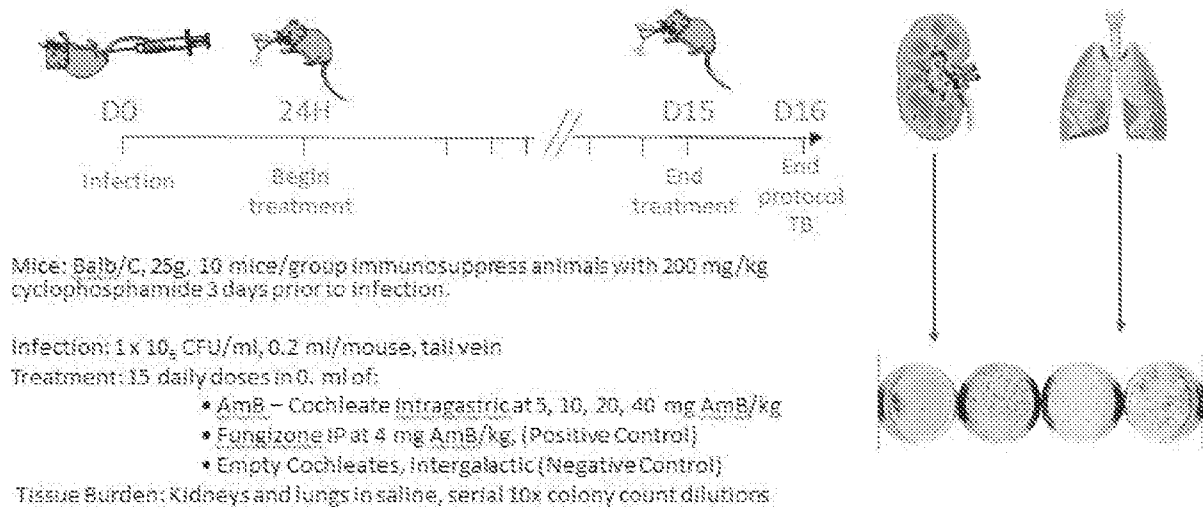 D0 24H D15 D16
Infection Begin treatment End treatment End protocol TB
Mice: Balb/C, 25g, 10 mice/group immunosuppress animals with 200 mg/kg
cyclophosphamide 3 days prior to infection.
Infection: 1 x 10₅ CFU/ml, 0.2 ml/mouse, tail vein
Treatment: 15 daily doses in 0. ml of:
• AmB – Cochleate intragastric at 5, 10, 20, 40 mg AmB/kg
• Fungizone IP at 4 mg AmB/kg, (Positive Control)
• Empty Cochleates, Intergalactic (Negative Control)
Tissue Burden: Kidneys and lungs in saline, serial 10x colony count dilutions